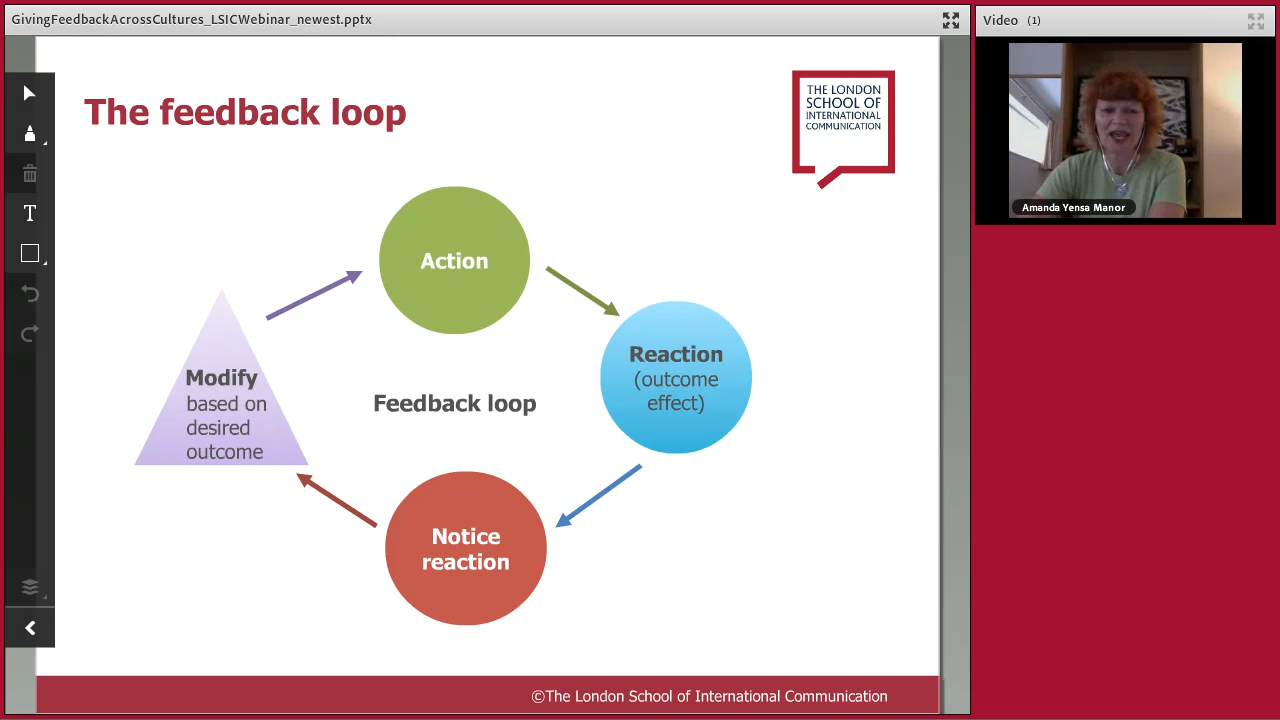 GivingFeedbackAcrossCultures_LSICWebinar_newest.pptx
Video (1)
The feedback loop
THE LONDON
SCHOOL OF
INTERNATIONAL
COMMUNICATION
Action
Reaction
(outcome
effect)
Modify
based on
desired
outcome
Feedback loop
Notice
reaction
Amanda Yensa Manor
T
©The London School of International Communication